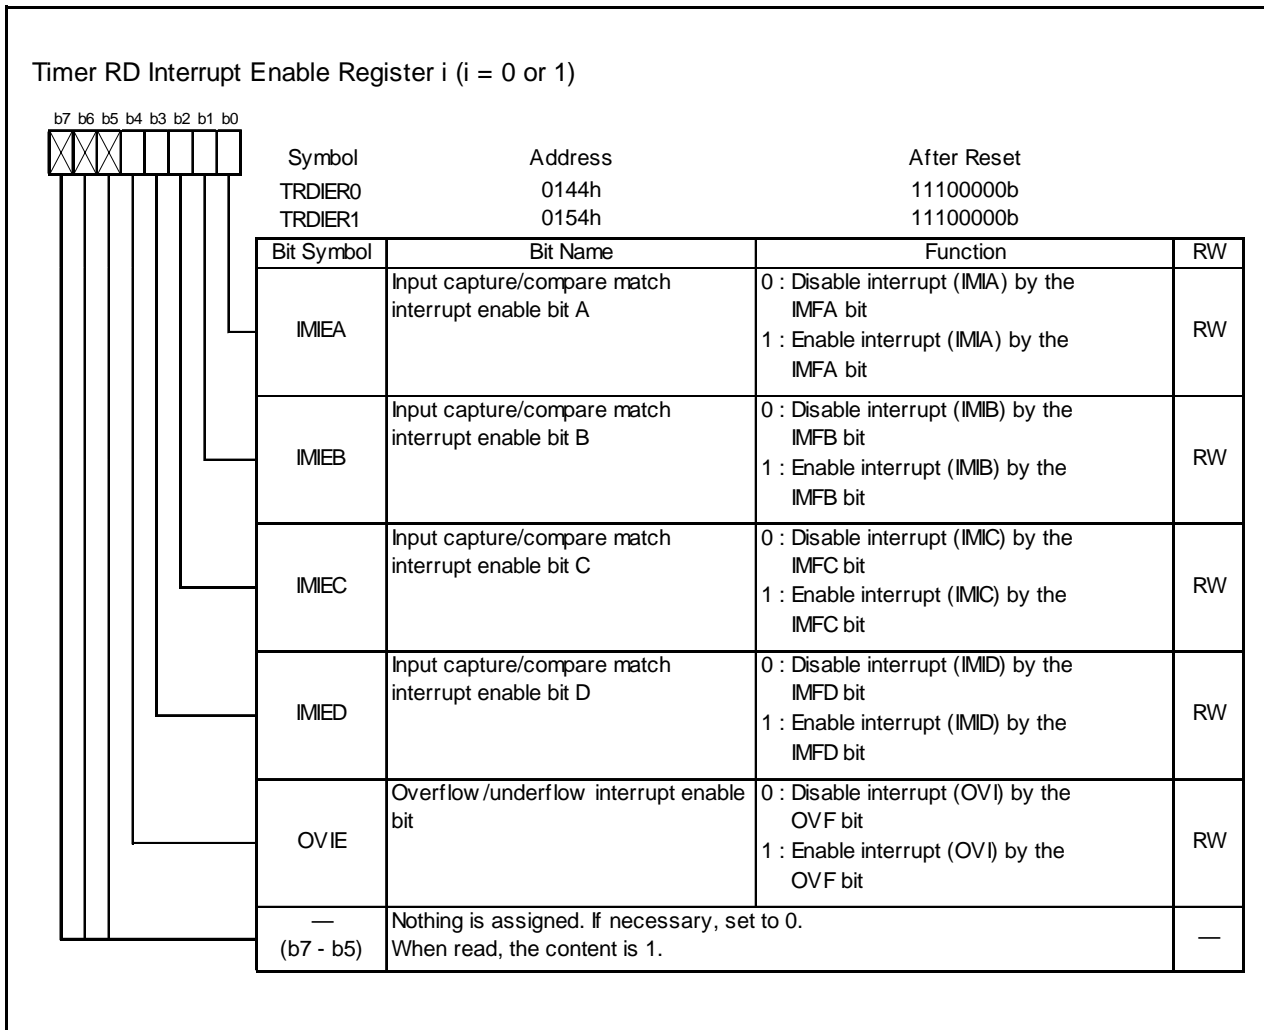 Timer RD Interrupt Enable Register i (i = 0 or 1)
b7 b6 b5 b4 b3 b2 b1 b0
Symbol Address After Reset
TRDIER0 0144h 11100000b
TRDIER1 0154h 11100000b
Bit Symbol Bit Name Function RW
IMIEA
Input capture/compare match
interrupt enable bit A
0 : Disable interrupt (IMIA) by the
IMFA bit
1 : Enable interrupt (IMIA) by the
IMFA bit
RW
IMIEB
Input capture/compare match
interrupt enable bit B
0 : Disable interrupt (IMIB) by the
IMFB bit
1 : Enable interrupt (IMIB) by the
IMFB bit
RW
IMIEC
Input capture/compare match
interrupt enable bit C
0 : Disable interrupt (IMIC) by the
IMFC bit
1 : Enable interrupt (IMIC) by the
IMFC bit
RW
IMIED
Input capture/compare match
interrupt enable bit D
0 : Disable interrupt (IMID) by the
IMFD bit
1 : Enable interrupt (IMID) by the
IMFD bit
RW
OVIE
Overflow/underflow interrupt enable
bit
0 : Disable interrupt (OVI) by the
OVF bit
1 : Enable interrupt (OVI) by the
OVF bit
RW
—
(b7 - b5)
Nothing is assigned. If necessary, set to 0.
When read, the content is 1.
—